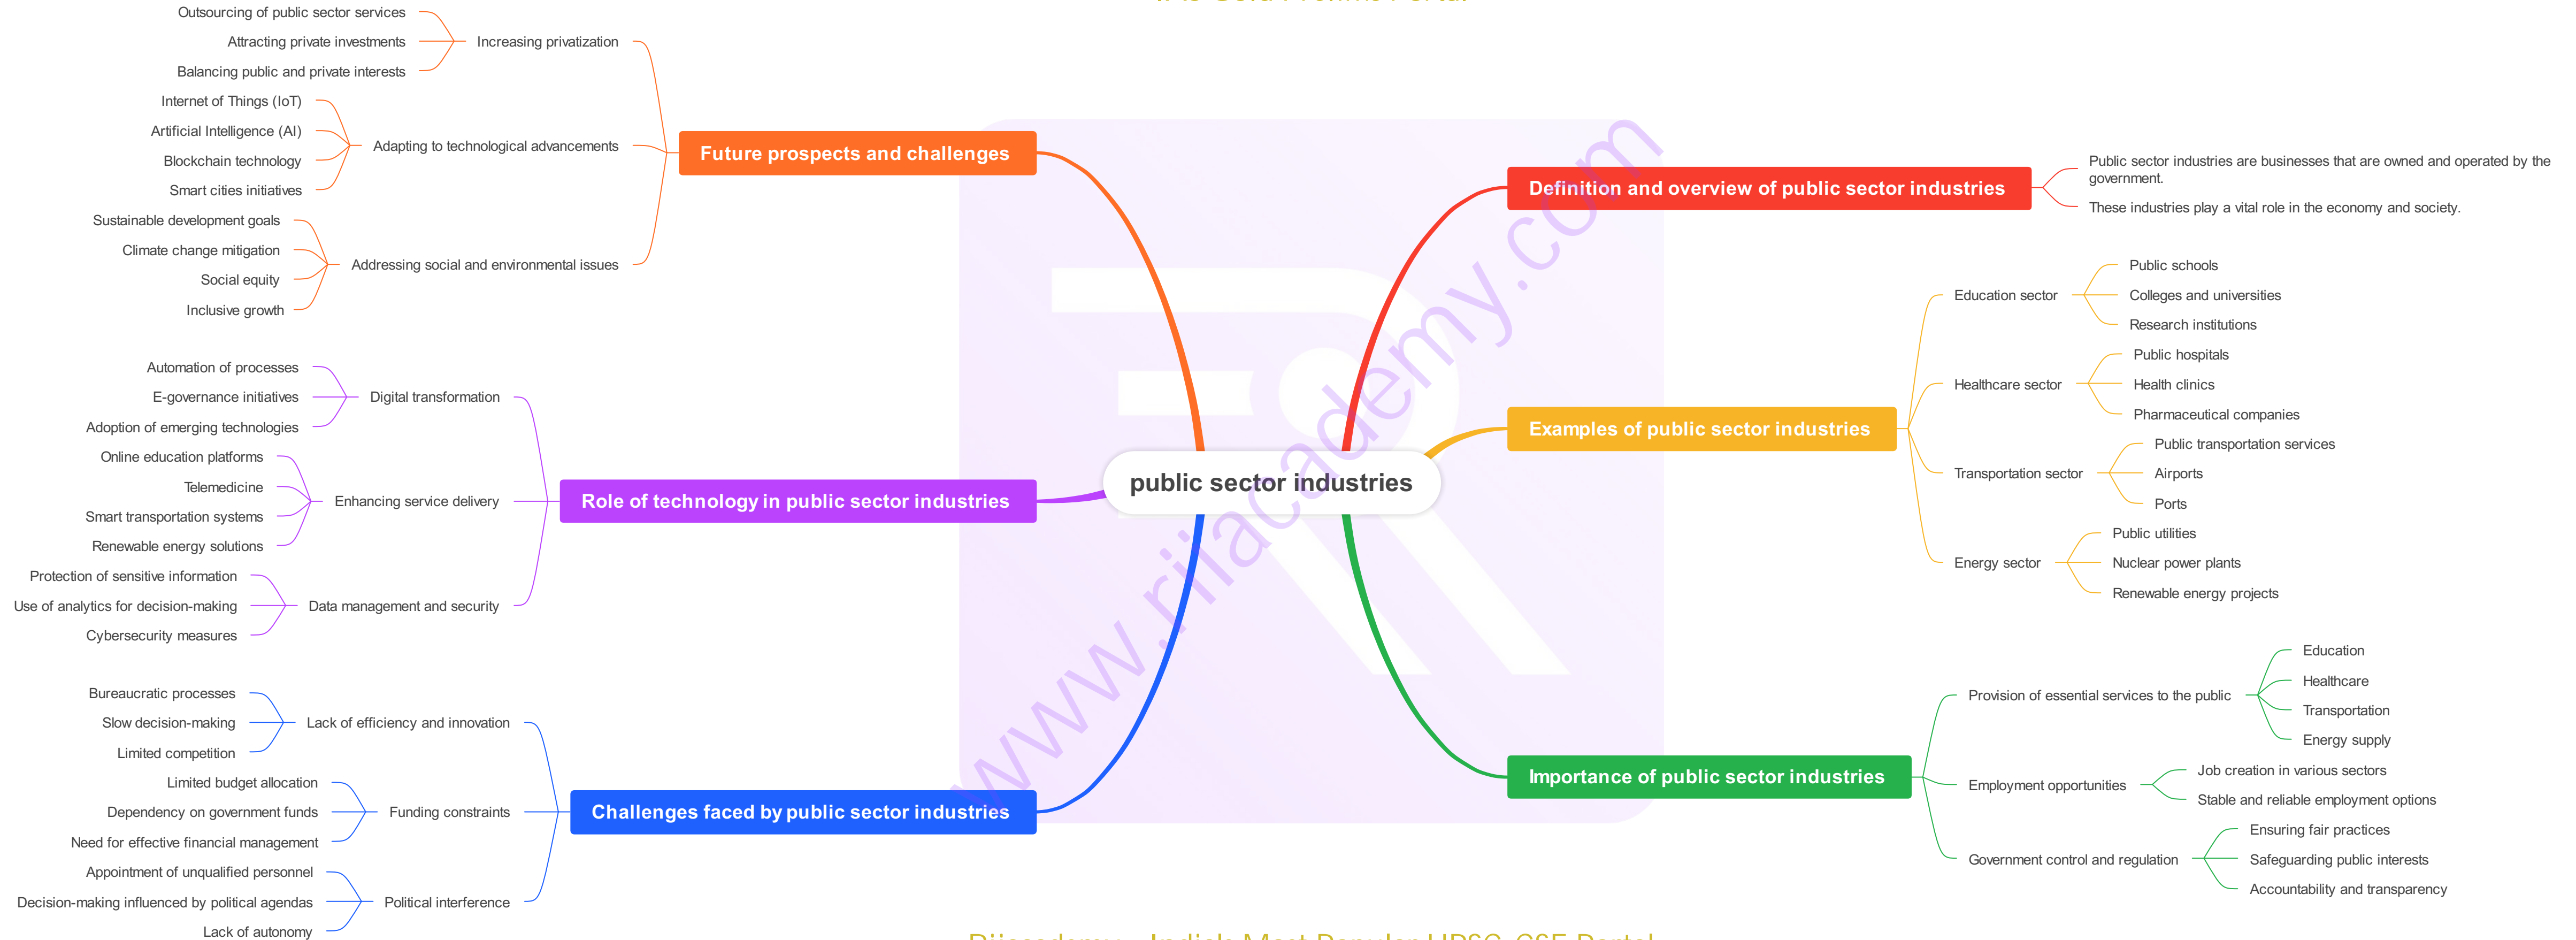 public sector industries
Definition and overview of public sector industries
Public sector industries are businesses that are owned and operated by the
government.
These industries play a vital role in the economy and society.
Examples of public sector industries
Education sector
Public schools
Colleges and universities
Research institutions
Healthcare sector
Public hospitals
Health clinics
Pharmaceutical companies
Transportation sector
Public transportation services
Airports
Ports
Energy sector
Public utilities
Nuclear power plants
Renewable energy projects
Importance of public sector industries
Provision of essential services to the public
Education
Healthcare
Transportation
Energy supply
Employment opportunities
Job creation in various sectors
Stable and reliable employment options
Government control and regulation
Ensuring fair practices
Safeguarding public interests
Accountability and transparency
Future prospects and challenges
Increasing privatization
Outsourcing of public sector services
Attracting private investments
Balancing public and private interests
Adapting to technological advancements
Internet of Things (IoT)
Artificial Intelligence (AI)
Blockchain technology
Smart cities initiatives
Addressing social and environmental issues
Sustainable development goals
Climate change mitigation
Social equity
Inclusive growth
Role of technology in public sector industries
Digital transformation
Automation of processes
E-governance initiatives
Adoption of emerging technologies
Enhancing service delivery
Online education platforms
Telemedicine
Smart transportation systems
Renewable energy solutions
Data management and security
Protection of sensitive information
Use of analytics for decision-making
Cybersecurity measures
Challenges faced by public sector industries
Lack of efficiency and innovation
Bureaucratic processes
Slow decision-making
Limited competition
Funding constraints
Limited budget allocation
Dependency on government funds
Need for effective financial management
Political interference
Appointment of unqualified personnel
Decision-making influenced by political agendas
Lack of autonomy
Most Popular UPSC-CSE Portal